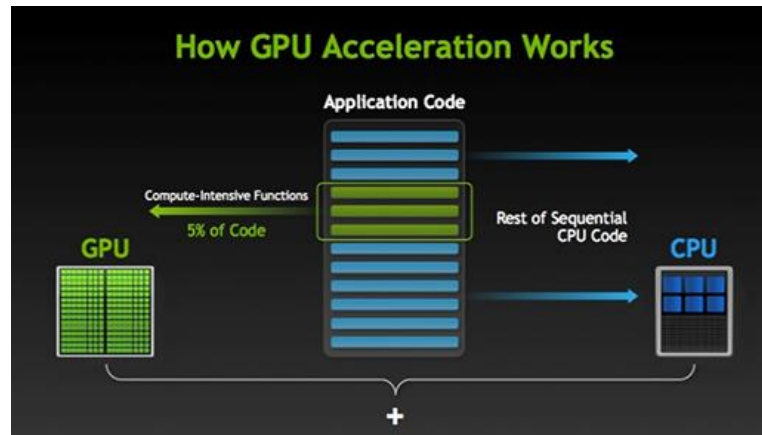 How GPU Acceleration Works
Application Code
Compute-Intensive Functions
5% of Code
Rest of Sequential
CPU Code
GPU
CPU
+